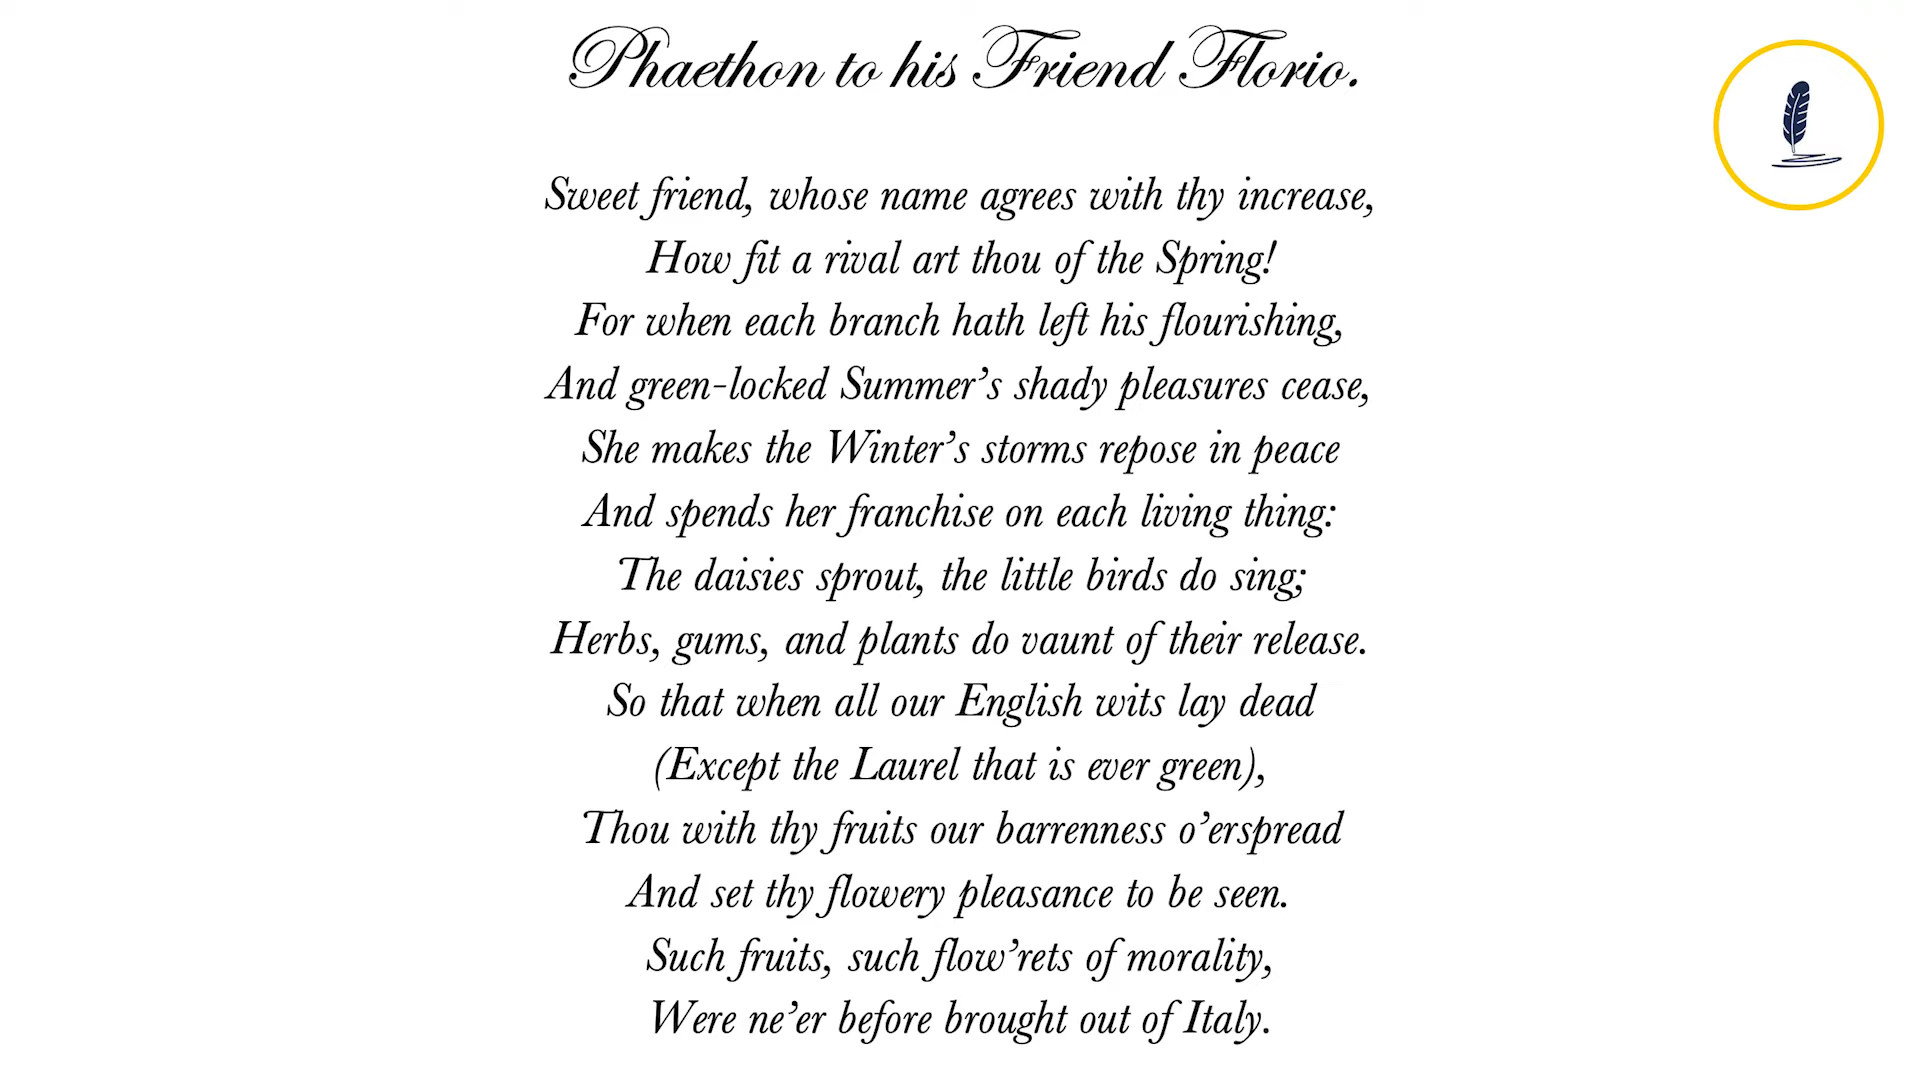 Phaethon to his Friend Florio.
Sweet friend, whose name agrees with thy increase,
How fit a rival art thou of the Spring!
For when each branch hath left his flourishing,
And green-locked Summer’s shady pleasures cease,
She makes the Winter’s storms repose in peace
And spends her franchise on each living thing:
The daisies sprout, the little birds do sing;
Herbs, gums, and plants do vaunt of their release.
So that when all our English wits lay dead
(Except the Laurel that is ever green),
Thou with thy fruits our barrenness o’erspread
And set thy flowery pleasance to be seen.
Such fruits, such flow’rets of morality,
Were ne’er before brought out of Italy.